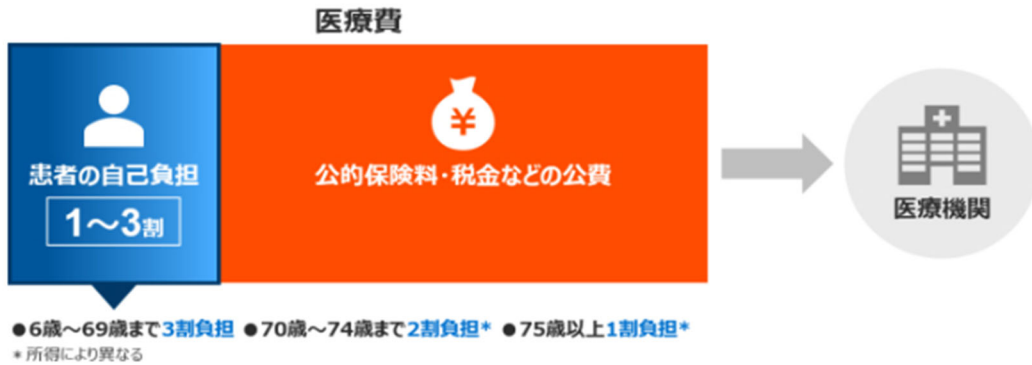 医療費
¥
患者の自己負担
1～3割
公的保険料・税金などの公費
医療機関
●6歳～69歳まで3割負担 ●70歳～74歳まで2割負担* ●75歳以上1割負担*
*所得により異なる